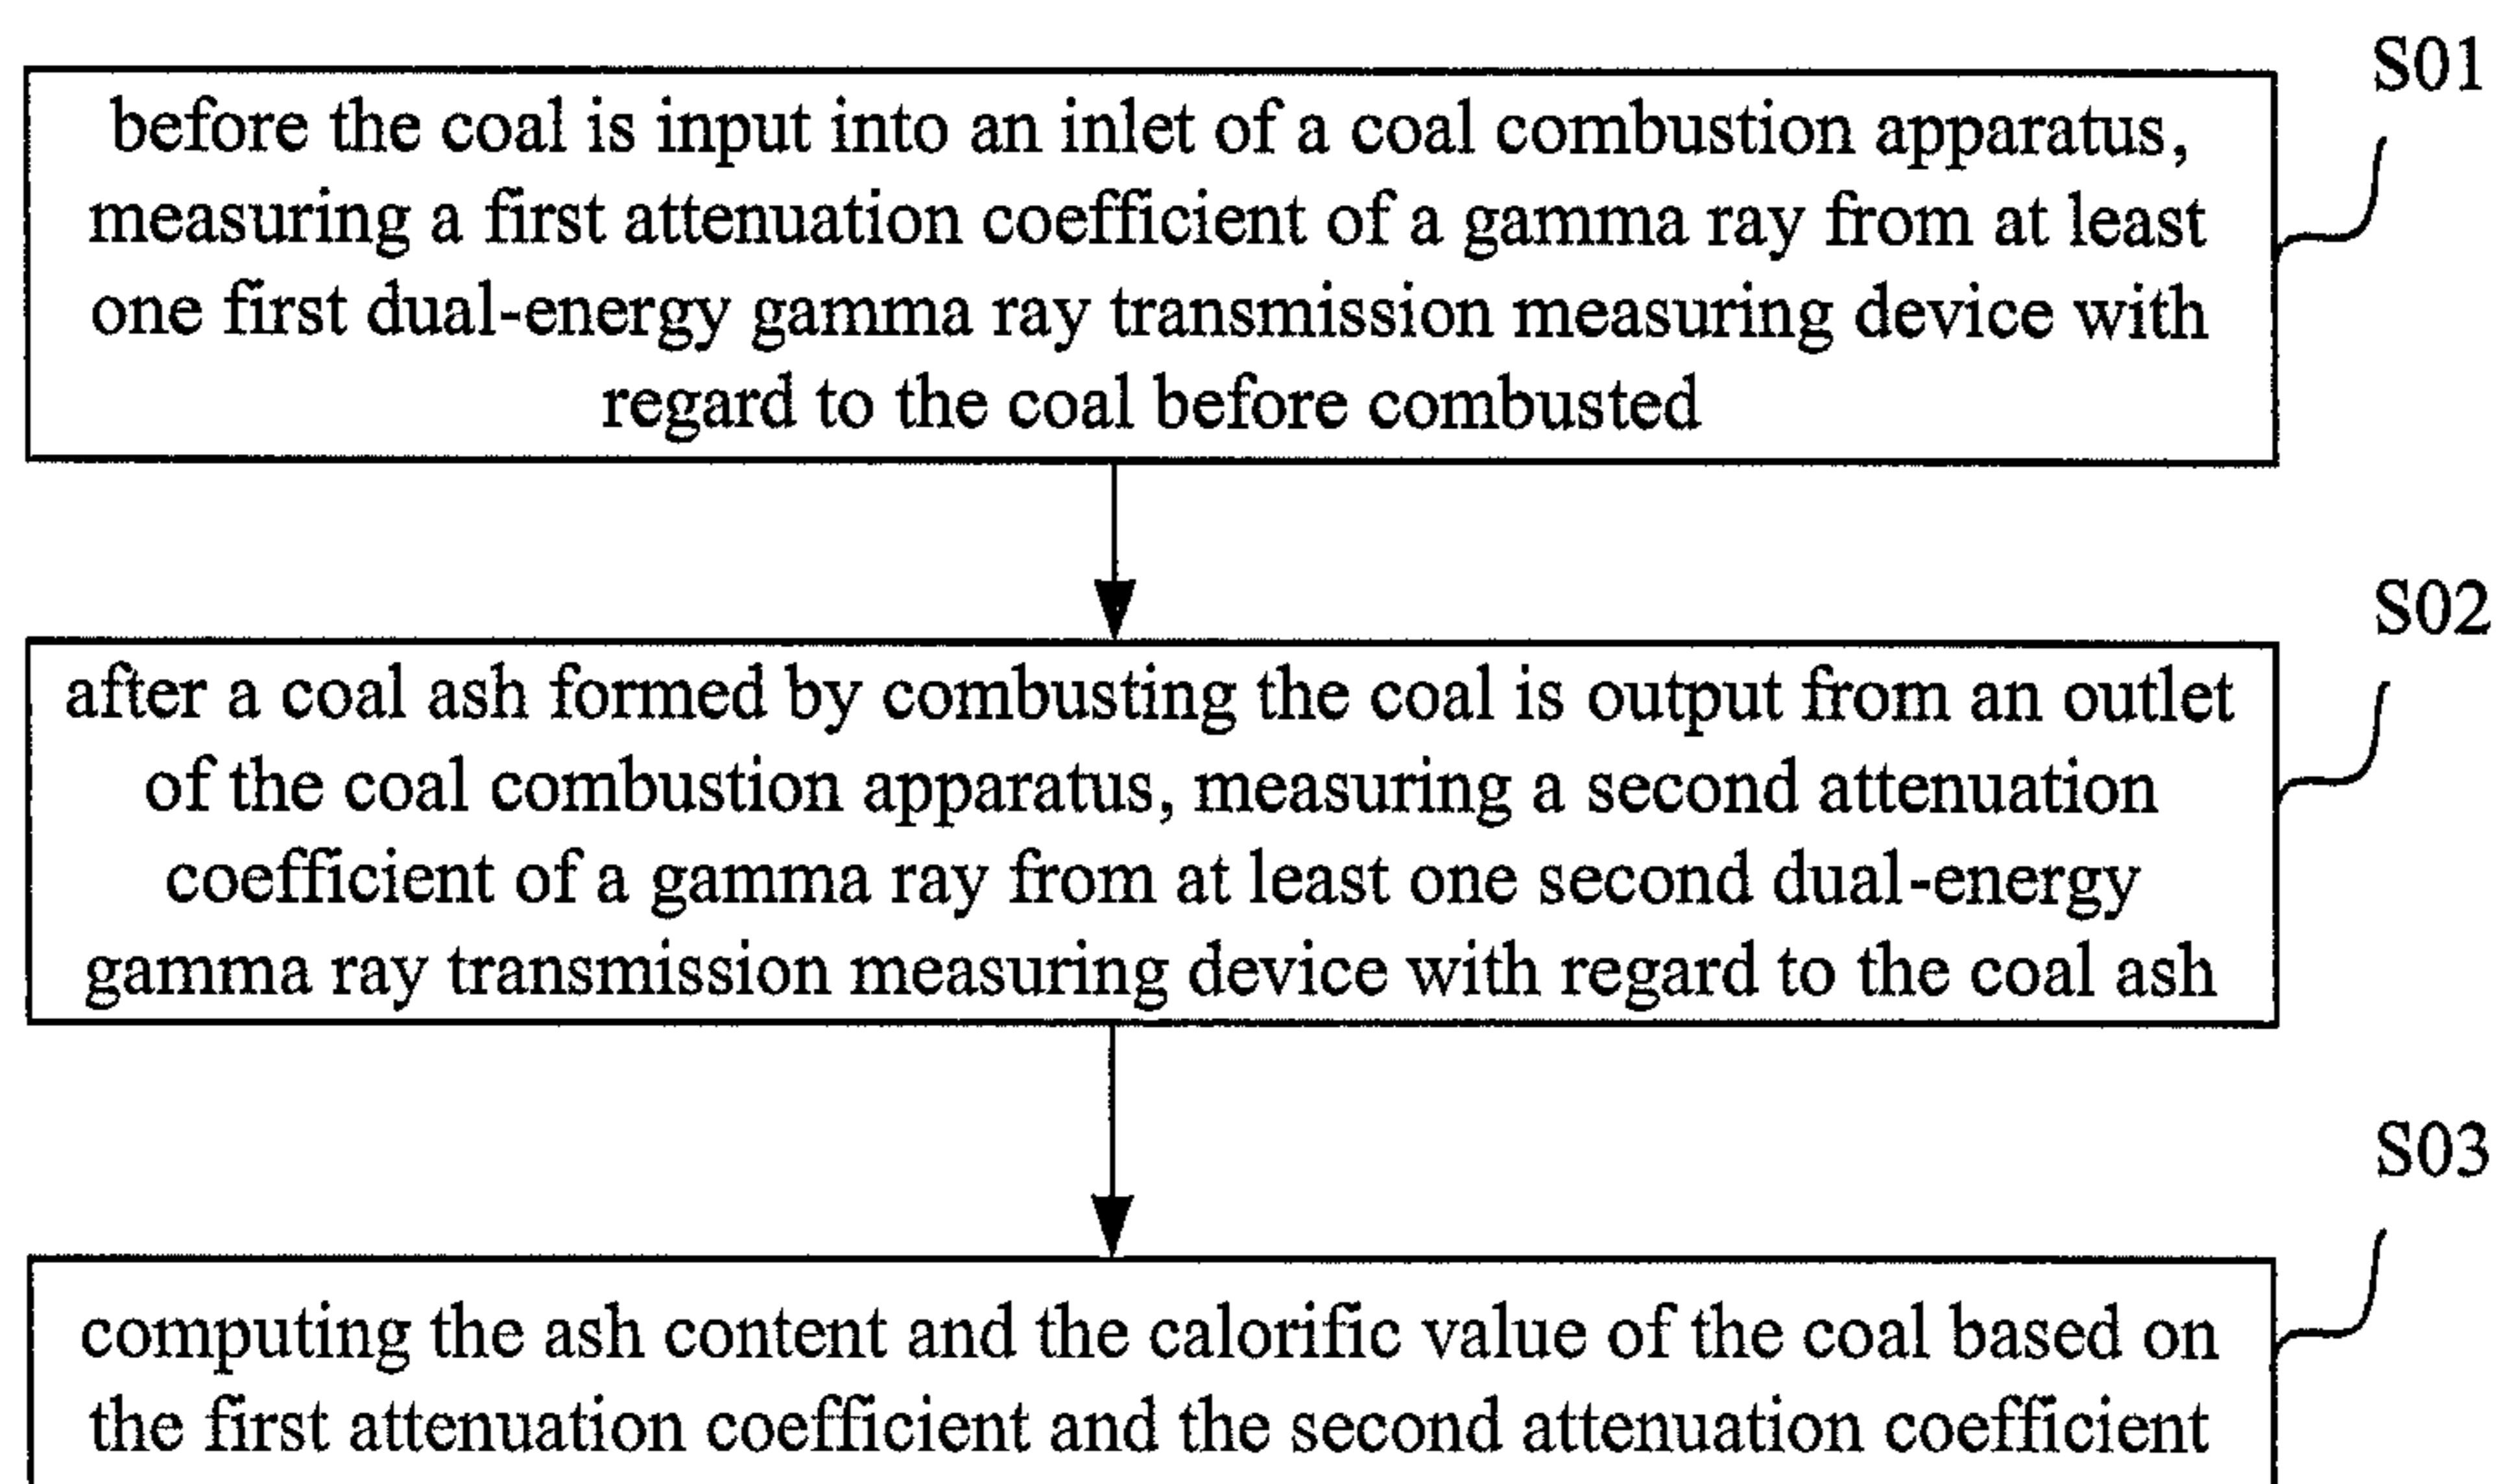 S01
before the coal is input into an inlet of a coal combustion apparatus,
measuring a first attenuation coefficient of a gamma ray from at least
one first dual-energy gamma ray transmission measuring device with
regard to the coal before combusted
S02
after a coal ash formed by combusting the coal is output from an outlet
of the coal combustion apparatus, measuring a second attenuation
coefficient of a gamma ray from at least one second dual-energy
gamma ray transmission measuring device with regard to the coal ash
S03
computing the ash content and the calorific value of the coal based on
the first attenuation coefficient and the second attenuation coefficient